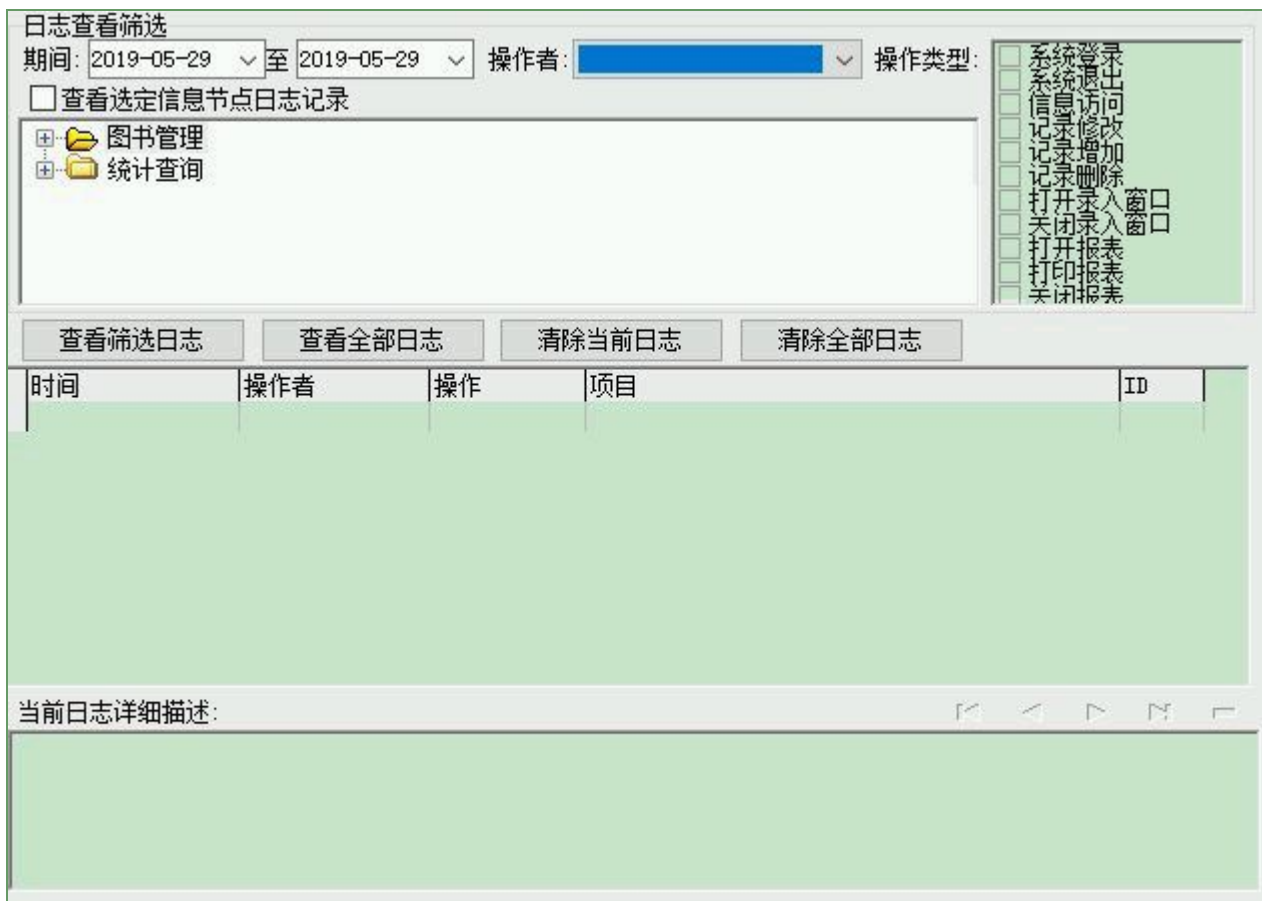 日志查看筛选
期间: 2019-05-29 至 2019-05-29 操作者: 操作类型:
系统登录
系统退出
信息访问
记录修改
记录增加
记录删除
打开录入窗口
关闭录入窗口
打开报表
打印报表
关闭报表
查看选定信息节点日志记录
图书管理
统计查询
查看筛选日志 查看全部日志 清除当前日志 清除全部日志
时间 操作者 操作 项目 ID
当前日志详细描述: